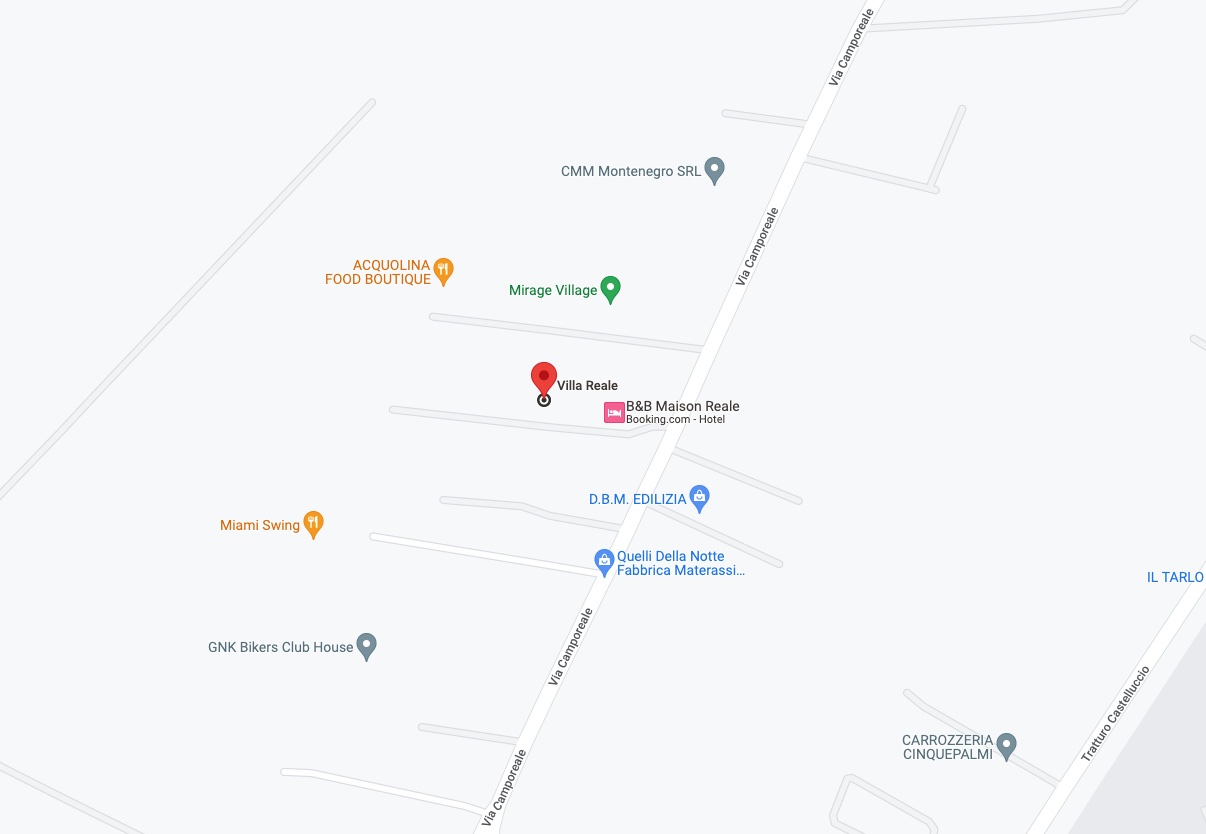 Via Camporeale
CMM Montenegro SRL
Via Camporeale
ACQUOLINA
FOOD BOUTIQUE
Mirage Village
Villa Reale
B&B Maison Reale
Booking.com - Hotel
D.B.M. EDILIZIA
Miami Swing
Quelli Della Notte
Fabbrica Materassi...
IL TARLO
Via Camporeale
GNK Bikers Club House
Tratturo Castelluccio
CARROZZERIA
CINQUEPALMI
Via Camporeale